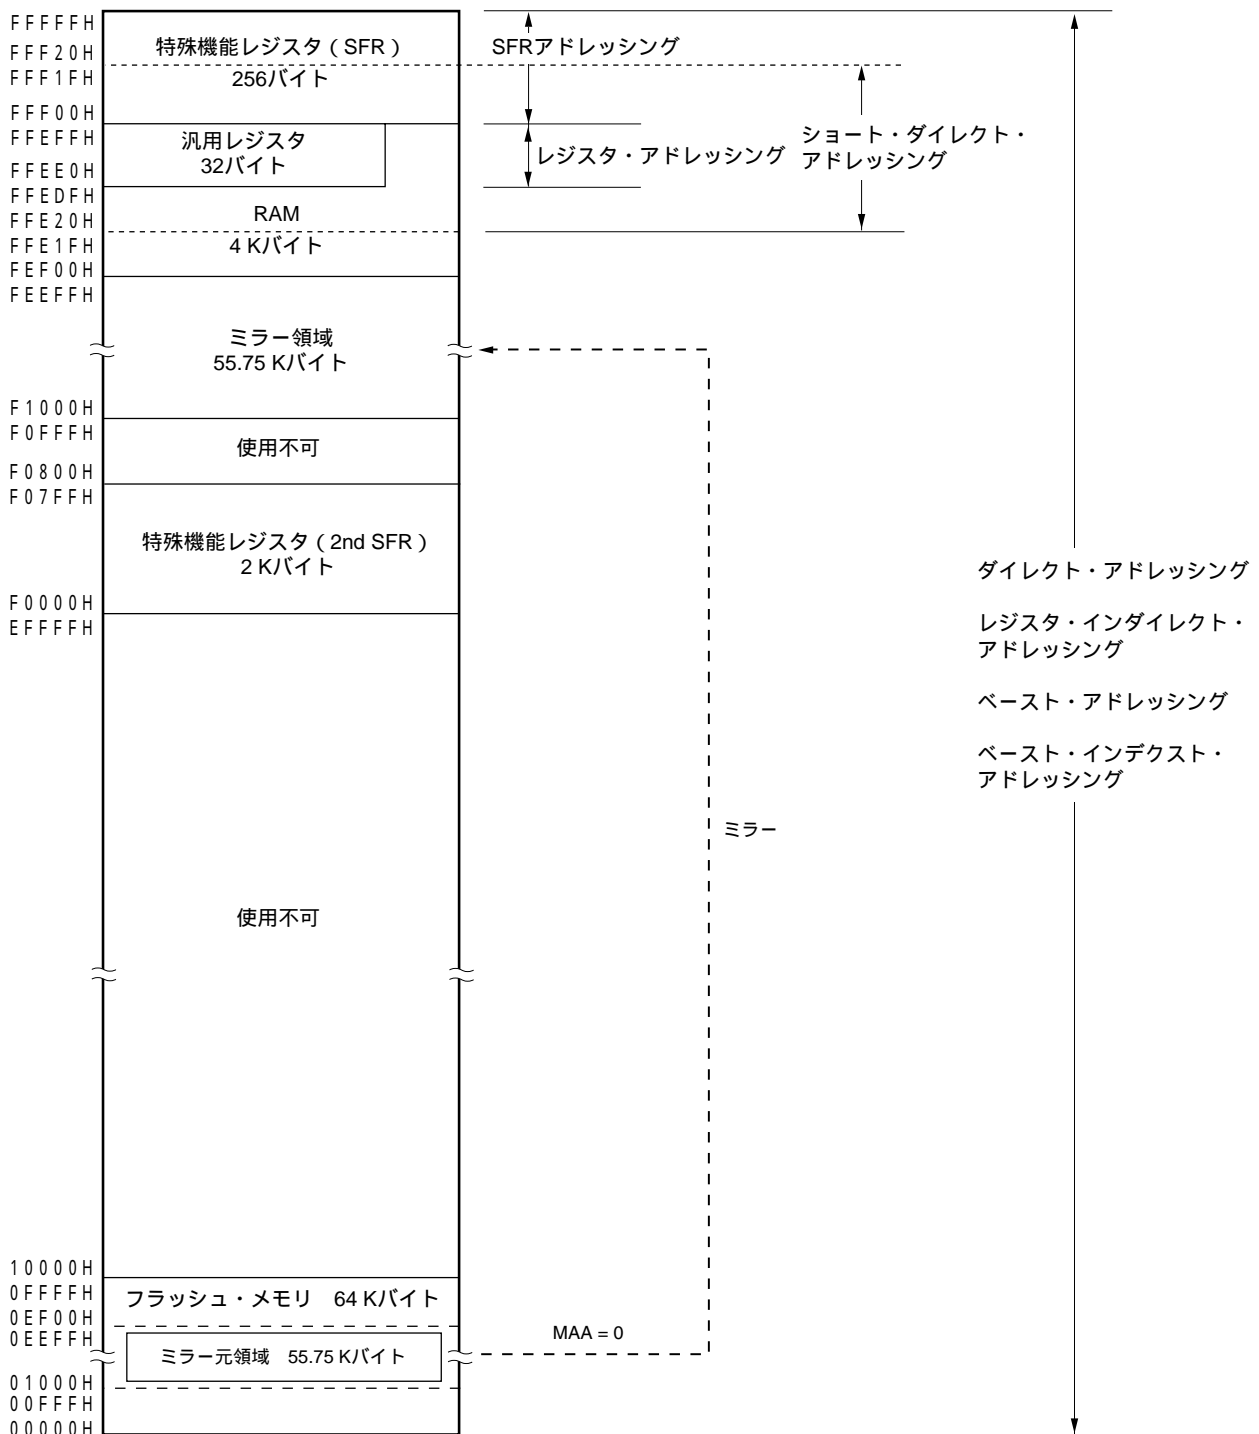 FFFFFH
FFF20H
FFF1FH
FFF00H
FFEFFH
FFEE0H
FFEDFH
FFE20H
FFE1FH
FEF00H
FEEFFH
F1000H
F0FFFH
F0800H
F07FFH
F0000H
EFFFFH
10000H
0FFFFH
0EF00H
0EEFFH
01000H
00FFFH
00000H
特殊機能レジスタ(SFR)
256バイト
汎用レジスタ
32バイト
RAM
4 Kバイト
ミラー領域
55.75 Kバイト
使用不可
特殊機能レジスタ(2nd SFR)
2 Kバイト
使用不可
フラッシュ・メモリ 64 Kバイト
ミラー元領域 55.75 Kバイト
SFRアドレッシング
レジスタ・アドレッシング
ショート・ダイレクト・
アドレッシング
ミラー
MAA = 0
ダイレクト・アドレッシング
レジスタ・インダイレクト・
アドレッシング
ベースト・アドレッシング
ベースト・インデクスト・
アドレッシング